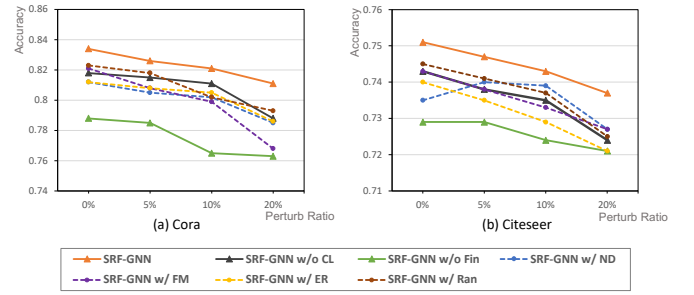 Accuracy
0.86
0.84
0.82
0.8
0.78
0.76
0.74
0% 5% 10% 20%
Perturb Ratio
(a) Cora
Accuracy
0.76
0.75
0.74
0.73
0.72
0.71
0% 5% 10% 20%
Perturb Ratio
(b) Citeseer
SRF-GNN SRF-GNN w/o CL SRF-GNN w/o Fin SRF-GNN w/ ND
SRF-GNN w/ FM SRF-GNN w/ ER SRF-GNN w/ Ran